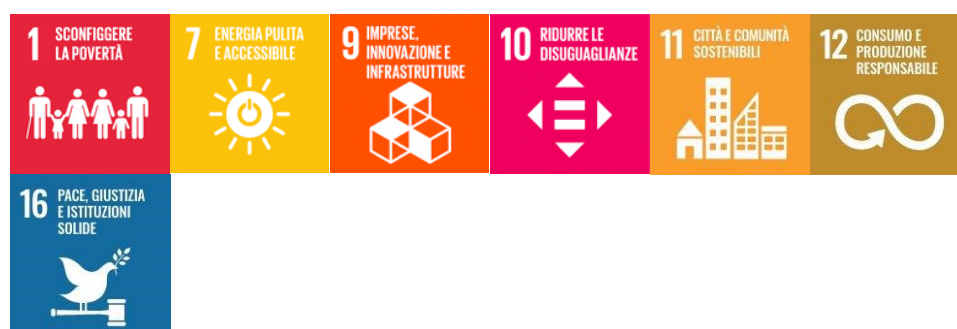 1 SCONFIGGERE
LA POVERTÀ
7 ENERGIA PULITA
E ACCESSIBILE
9 IMPRESE,
INNOVAZIONE E
INFRASTRUTTURE
10 RIDURRE LE
DISUGUAGLIANZE
11 CITTÀ E COMUNITÀ
SOSTENIBILI
12 CONSUMO E
PRODUZIONE
RESPONSABILE
16 PACE, GIUSTIZIA
E ISTITUZIONI
SOLIDE